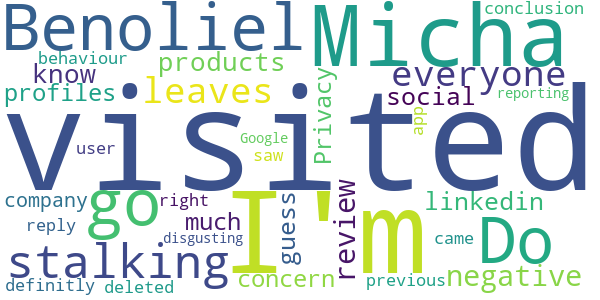 Benoliel Micha conclusion
behaviour products
know everyone
profiles leaves social reporting
Privacy app
visited
user Google saw
company go right I'm guess review linkedin
reply much Do came
disgusting
stalking concern previous negative
definitly deleted